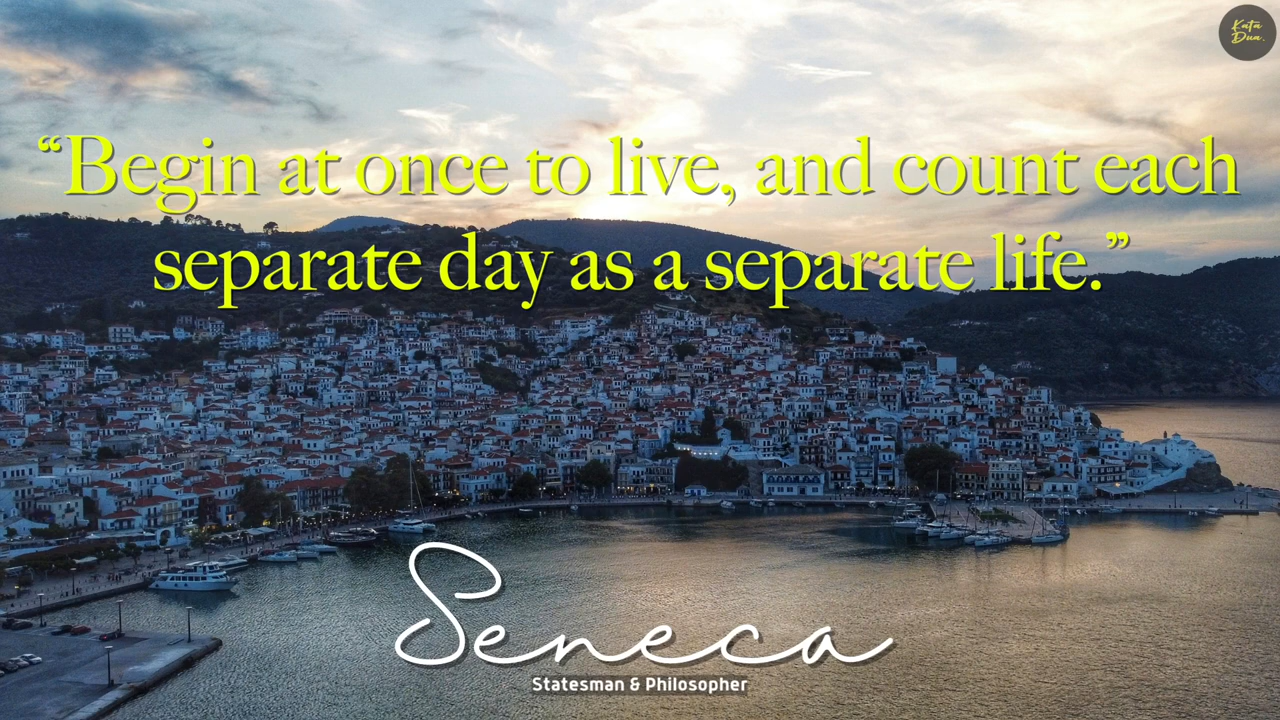 Kata
Dua.
“Begin at once to live, and count each
separate day as a separate life.”
Seneca
Statesman & Philosopher